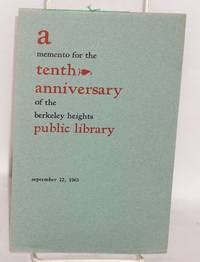 a
memento for the
tenth
anniversary
of the
berkeley heights
public library
september 22, 1963